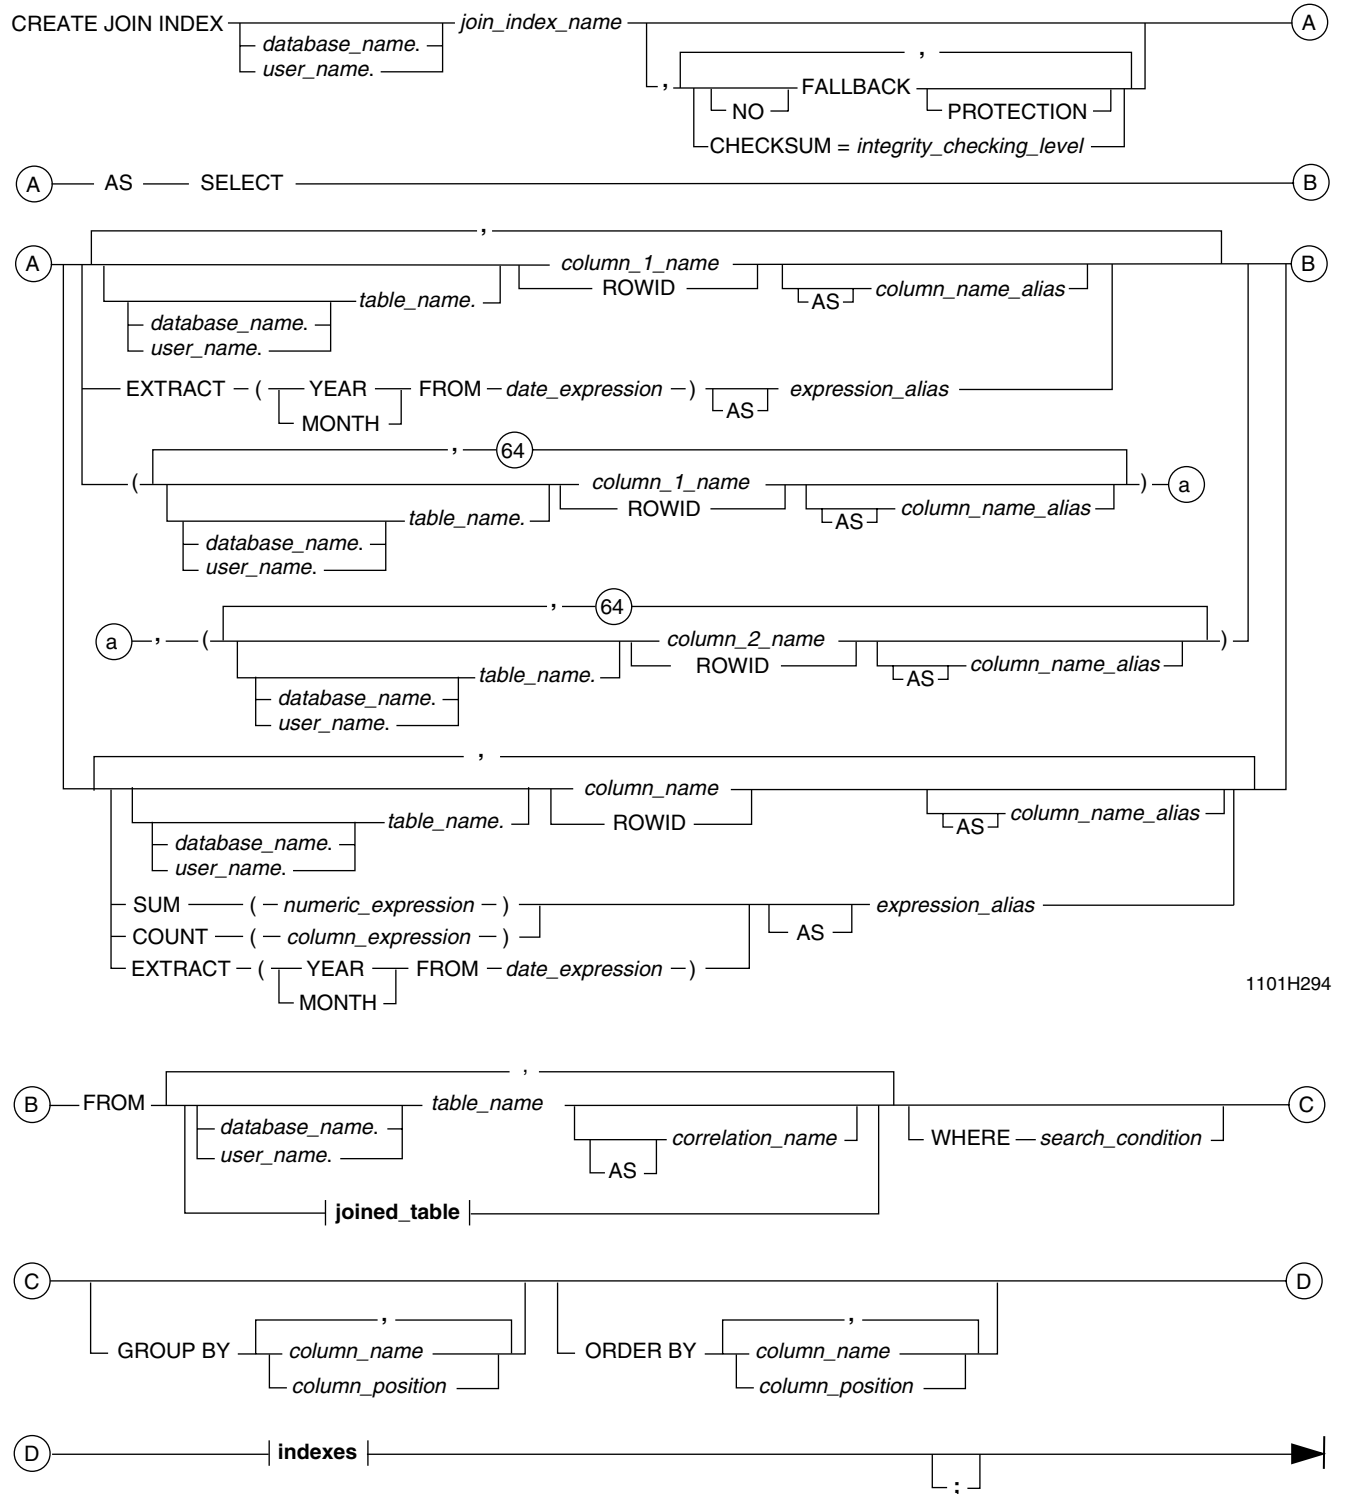 CREATE JOIN INDEX join_index_name A
database_name.
user_name.
,
, FALLBACK
NO PROTECTION
CHECKSUM = integrity_checking_level
A AS SELECT B
,
A column_1_name B
ROWID column_name_alias
table_name. AS
database_name.
user_name.
EXTRACT ( YEAR FROM date_expression ) expression_alias
MONTH AS
, 64
( column_1_name ) a
ROWID column_name_alias
table_name. AS
database_name.
user_name.
, 64
a , ( column_2_name )
ROWID column_name_alias
table_name. AS
database_name.
user_name.
,
column_name
ROWID column_name_alias
table_name. AS
database_name.
user_name.
SUM ( numeric_expression ) expression_alias
COUNT ( column_expression ) AS
EXTRACT ( YEAR FROM date_expression )
MONTH
1101H294
,
B FROM table_name C
database_name. correlation_name WHERE search_condition
user_name. AS
joined_table
C D
, ,
GROUP BY column_name ORDER BY column_name
column_position column_position
D indexes
;